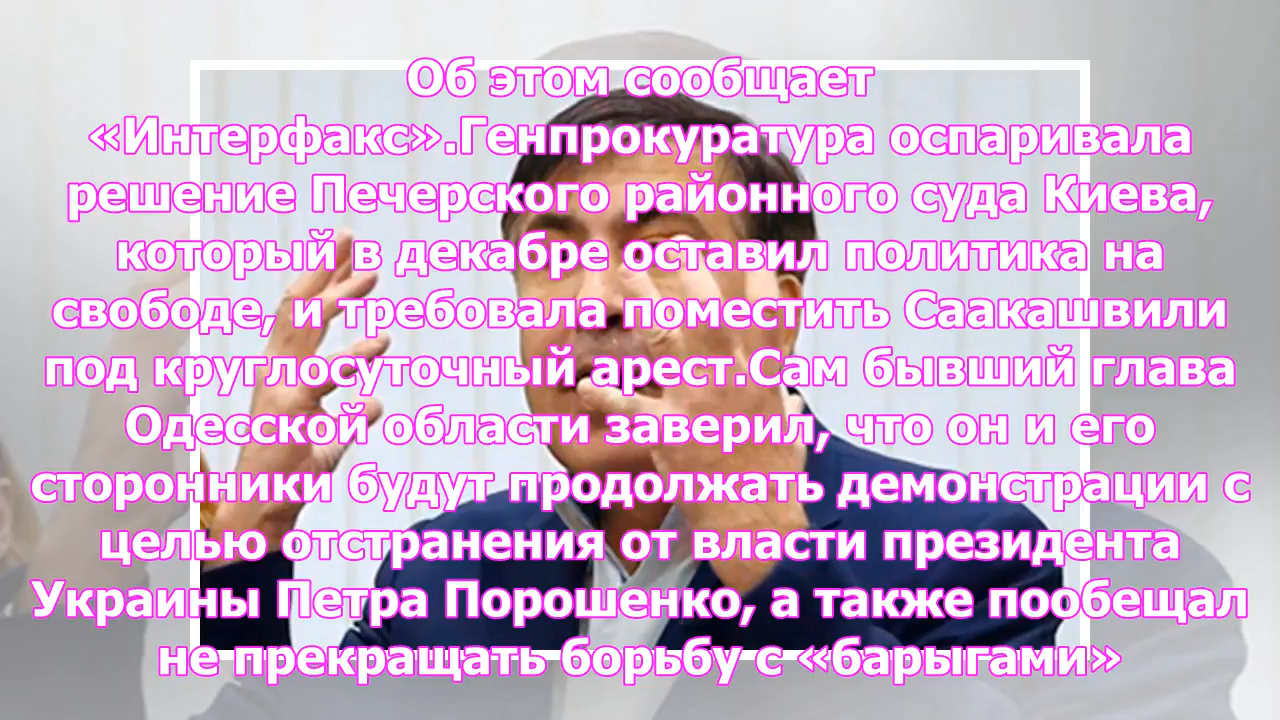 Об этом сообщает
«Интерфакс».Генпрокуратура оспаривала
решение Печерского районного суда Киева,
который в декабре оставил политика на
свободе, и требовала поместить Саакашвили
под круглосуточный арест.Сам бывший глава
Одесской области заверил, что он и его
сторонники будут продолжать демонстрации с
целью отстранения от власти президента
Украины Петра Порошенко, а также пообещал
не прекращать борьбу с «барыгами»